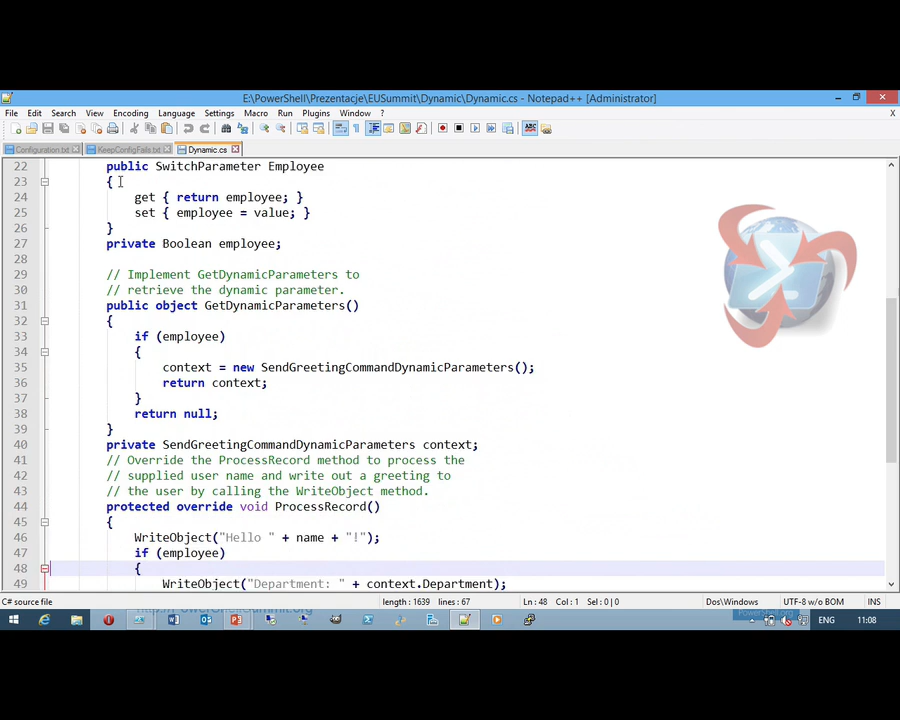 E:\PowerShell\Prezentacje\EUSummit\Dynamic\Dynamic.cs - Notepad++ [Administrator]
File Edit Search View Encoding Language Settings Macro Run Plugins Window ? X
Configuration.txt KeepConfigFails.txt Dynamic.cs
22 public SwitchParameter Employee
23 {
24 get { return employee; }
25 set { employee = value; }
26 }
27 private Boolean employee;
28
29 // Implement GetDynamicParameters to
30 // retrieve the dynamic parameter.
31 public object GetDynamicParameters()
32 {
33 if (employee)
34 {
35 context = new SendGreetingCommandDynamicParameters();
36 return context;
37 }
38 return null;
39 }
40 private SendGreetingCommandDynamicParameters context;
41 // Override the ProcessRecord method to process the
42 // supplied user name and write out a greeting to
43 // the user by calling the WriteObject method.
44 protected override void ProcessRecord()
45 {
46 WriteObject("Hello " + name + "!");
47 if (employee)
48 {
49 WriteObject("Department: " + context.Department);
C# source file length : 1639 lines : 67 Ln : 48 Col : 1 Sel : 0 | 0 Dos\Windows UTF-8 w/o BOM INS
ENG 11:08